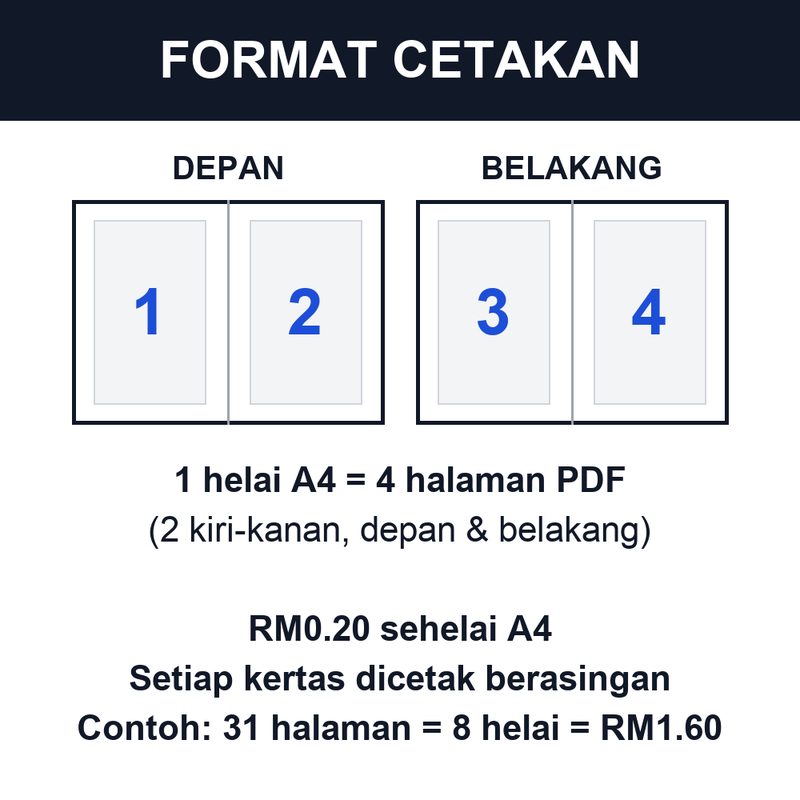 FORMAT CETAKAN
DEPAN
BELAKANG
1
2
3
4
1 helai A4 = 4 halaman PDF
(2 kiri-kanan, depan & belakang)
RM0.20 sehelai A4
Setiap kertas dicetak berasingan
Contoh: 31 halaman = 8 helai = RM1.60